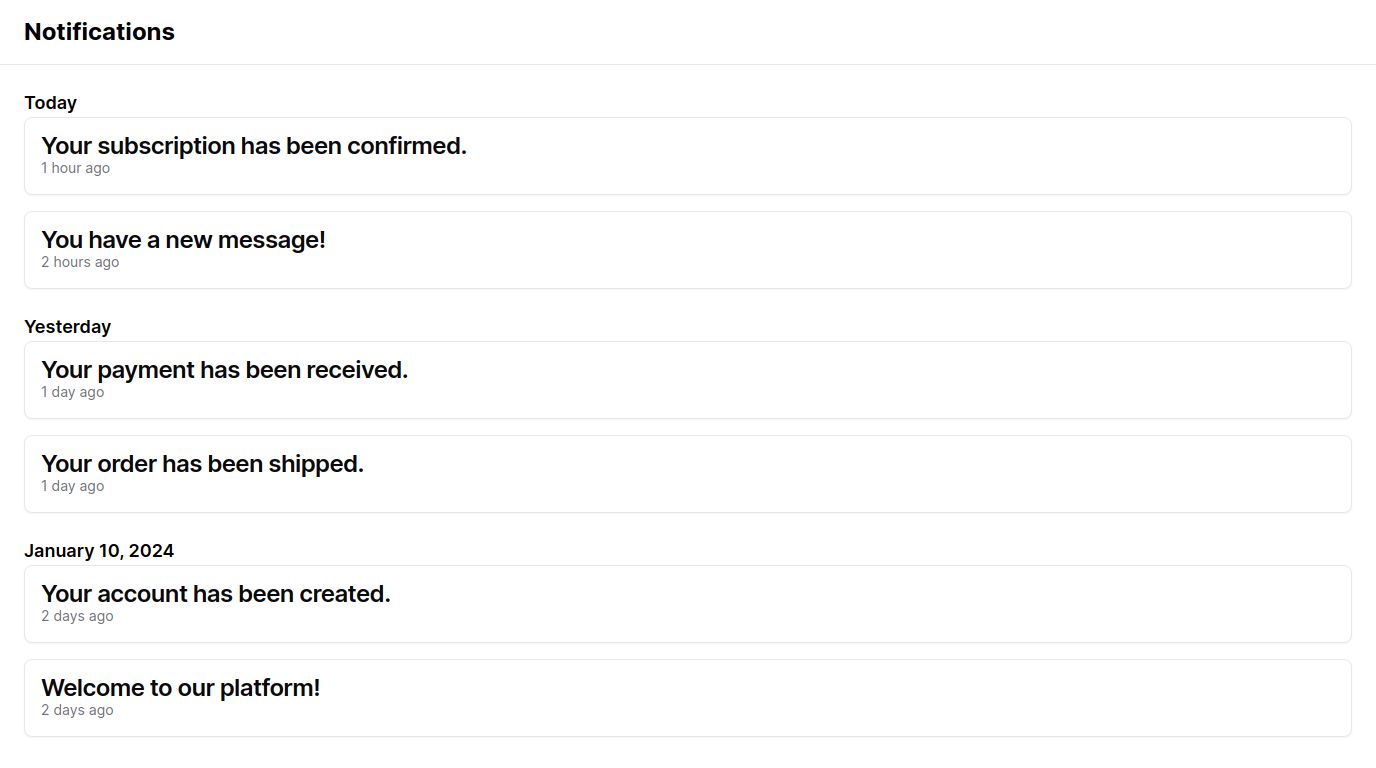 Notifications
Today
Your subscription has been confirmed.
1 hour ago
You have a new message!
2 hours ago
Yesterday
Your payment has been received.
1 day ago
Your order has been shipped.
1 day ago
January 10, 2024
Your account has been created.
2 days ago
Welcome to our platform!
2 days ago